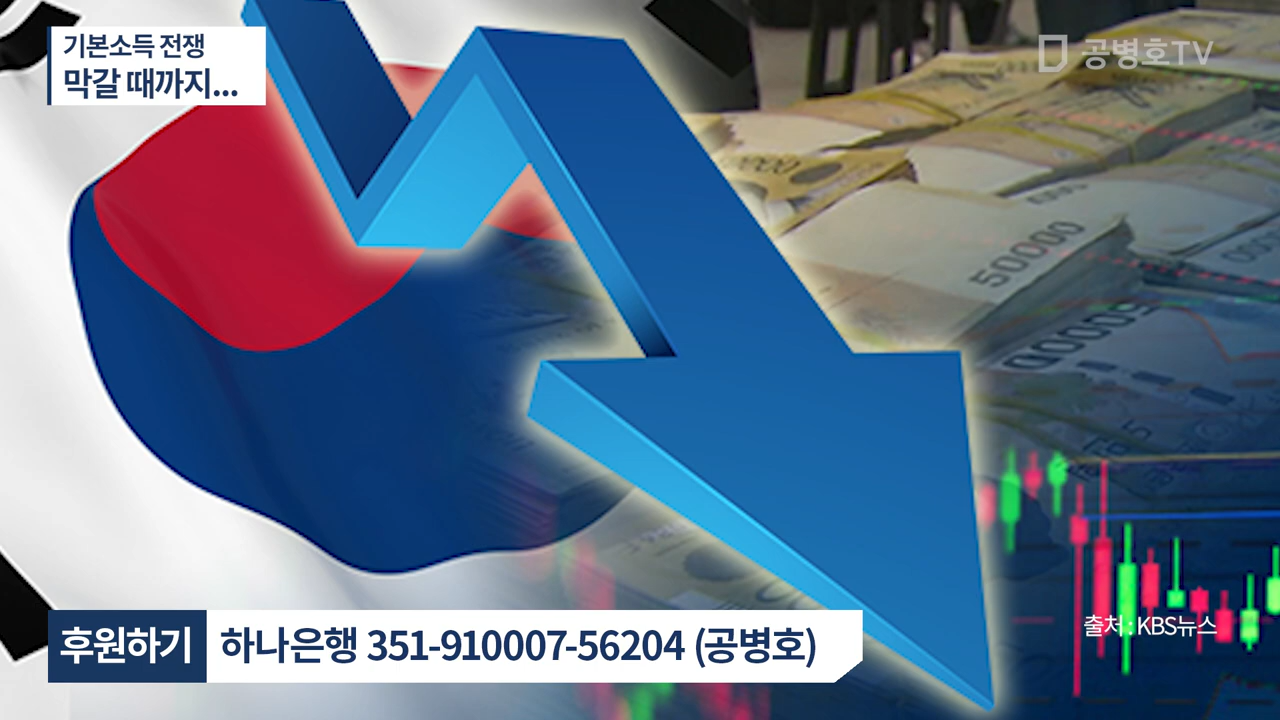 기본소득 전쟁
막갈 때까지...
공병호TV
50000
50000
출처 : KBS뉴스
후원하기
하나은행 351-910007-56204 (공병호)